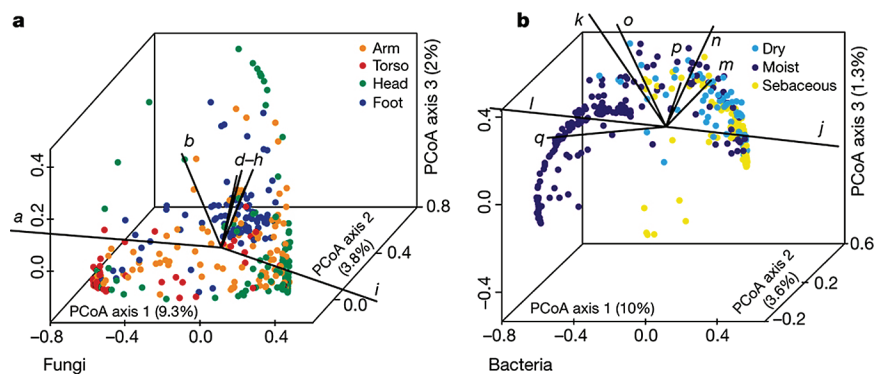 a
Arm
Torso
Head
Foot
b
d–h
a
i
0.4
0.2
0.0
PCoA axis 3 (2%)
0.8
0.4
0.0
PCoA axis 2
(3.8%)
PCoA axis 1 (9.3%)
−0.8
−0.4
0.0
0.4
Fungi
b
k
o
n
p
m
l
q
j
Dry
Moist
Sebaceous
0.4
0.0
−0.4
PCoA axis 3 (1.3%)
0.6
0.2
−0.2
PCoA axis 2
(3.6%)
PCoA axis 1 (10%)
−0.8
−0.4
0.0
0.4
Bacteria